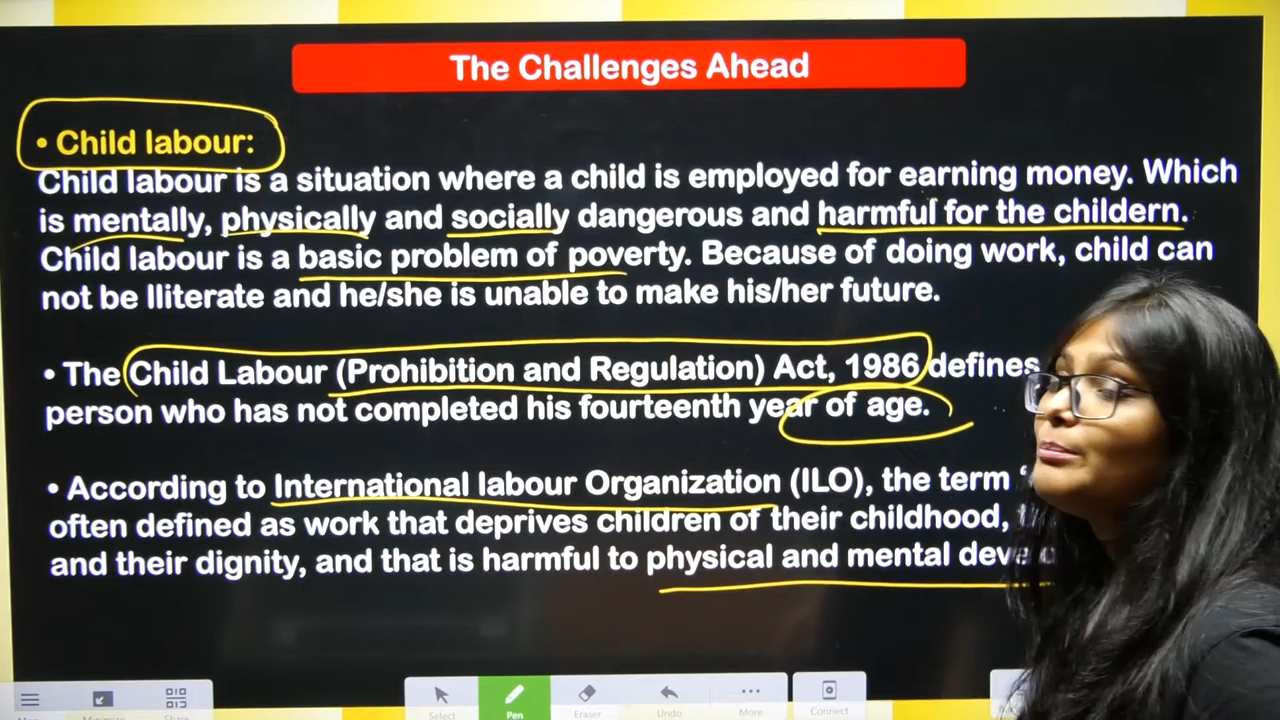 The Challenges Ahead
• Child labour:
Child labour is a situation where a child is employed for earning money. Which
is mentally, physically and socially dangerous and harmful for the childern.
Child labour is a basic problem of poverty. Because of doing work, child can
not be lliterate and he/she is unable to make his/her future.
• The Child Labour (Prohibition and Regulation) Act, 1986 defines
person who has not completed his fourteenth year of age.
• According to International labour Organization (ILO), the term
often defined as work that deprives children of their childhood,
and their dignity, and that is harmful to physical and mental
Minimize Share Select Pen Eraser Undo More Connect